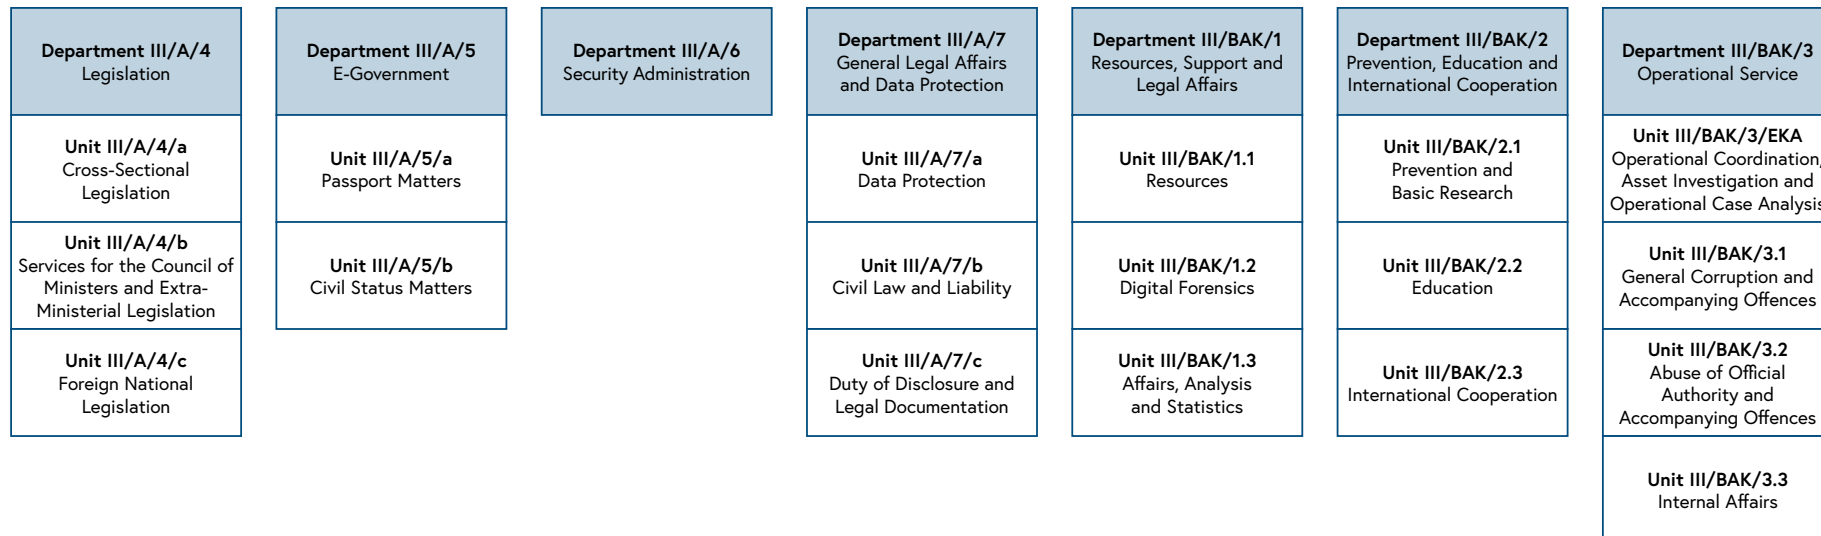 Department III/A/4
Legislation
Unit III/A/4/a
Cross-Sectional
Legislation
Unit III/A/4/b
Services for the Council of
Ministers and Extra-
Ministerial Legislation
Unit III/A/4/c
Foreign National
Legislation
Department III/A/5
E-Government
Unit III/A/5/a
Passport Matters
Unit III/A/5/b
Civil Status Matters
Department III/A/6
Security Administration
Department III/A/7
General Legal Affairs
and Data Protection
Unit III/A/7/a
Data Protection
Unit III/A/7/b
Civil Law and Liability
Unit III/A/7/c
Duty of Disclosure and
Legal Documentation
Department III/BAK/1
Resources, Support and
Legal Affairs
Unit III/BAK/1.1
Resources
Unit III/BAK/1.2
Digital Forensics
Unit III/BAK/1.3
Affairs, Analysis
and Statistics
Department III/BAK/2
Prevention, Education and
International Cooperation
Unit III/BAK/2.1
Prevention and
Basic Research
Unit III/BAK/2.2
Education
Unit III/BAK/2.3
International Cooperation
Department III/BAK/3
Operational Service
Unit III/BAK/3/EKA
Operational Coordination,
Asset Investigation and
Operational Case Analysis
Unit III/BAK/3.1
General Corruption and
Accompanying Offences
Unit III/BAK/3.2
Abuse of Official
Authority and
Accompanying Offences
Unit III/BAK/3.3
Internal Affairs